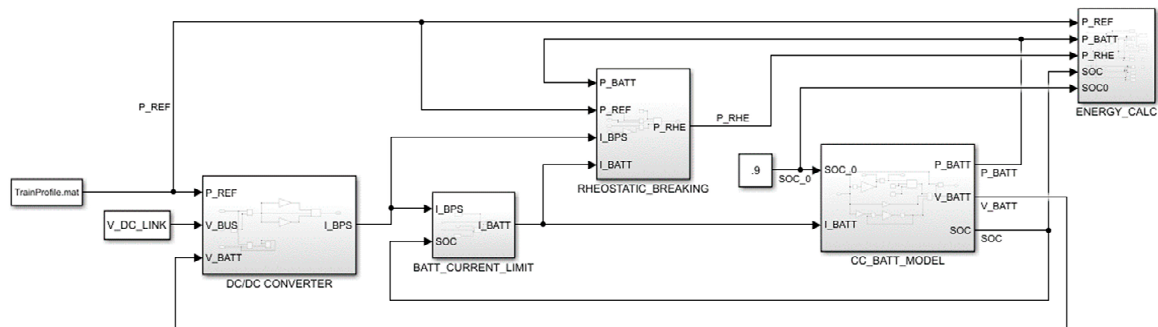 P_REF
P_BATT
P_RHE
SOC
SOC0
ENERGY_CALC
P_REF
P_BATT
P_REF
I_BPS
I_BATT
P_RHE
P_RHE
RHEOSTATIC_BREAKING
TrainProfile.mat
V_DC_LINK
P_REF
V_BUS
V_BATT
I_BPS
DC/DC CONVERTER
I_BPS
SOC
I_BATT
BATT_CURRENT_LIMIT
.9
SOC_0
SOC_0
I_BATT
P_BATT
V_BATT
SOC
P_BATT
V_BATT
SOC
CC_BATT_MODEL